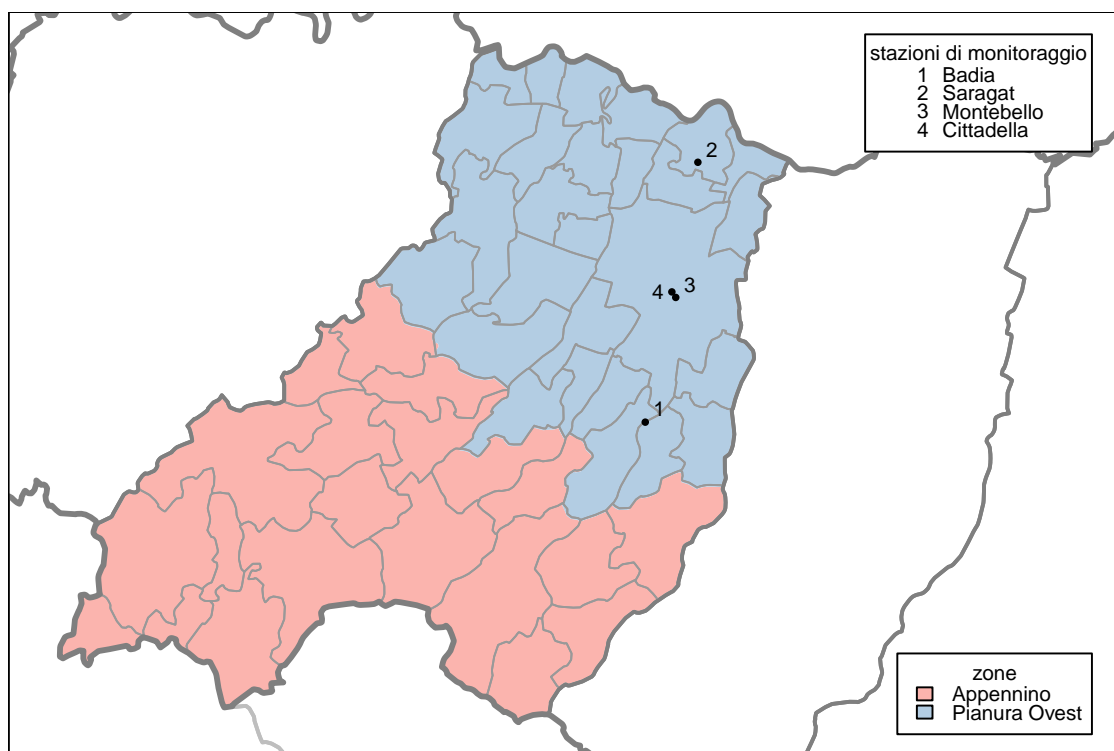 stazioni di monitoraggio
1 Badia
2 Saragat
3 Montebello
4 Cittadella
2
4 3
1
zone
Appennino
Pianura Ovest